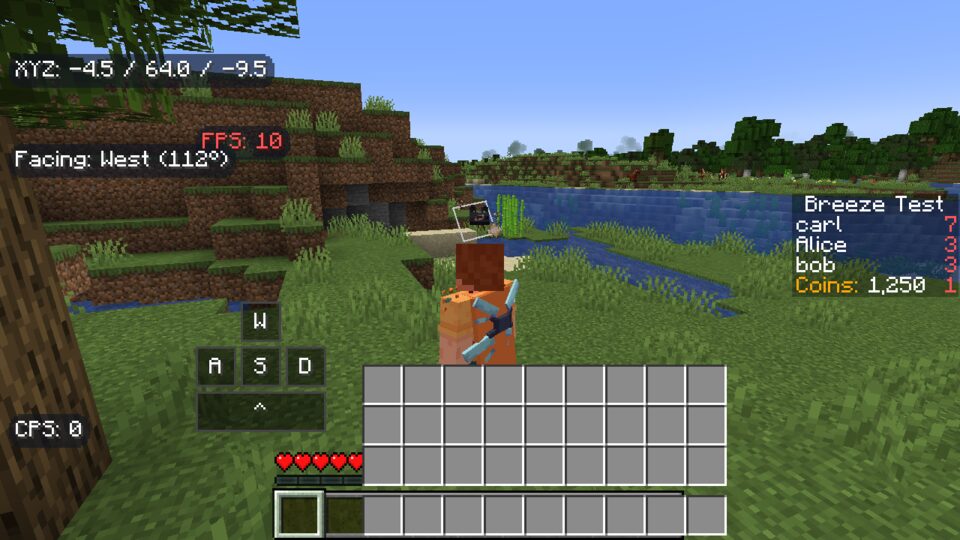 XYZ: -4.5 / 64.0 / -9.5
FPS: 10
Facing: West (112°)
Breeze Test
carl 7
Alice 3
bob 3
Coins: 1,250 1
W
A S D
^
CPS: 0